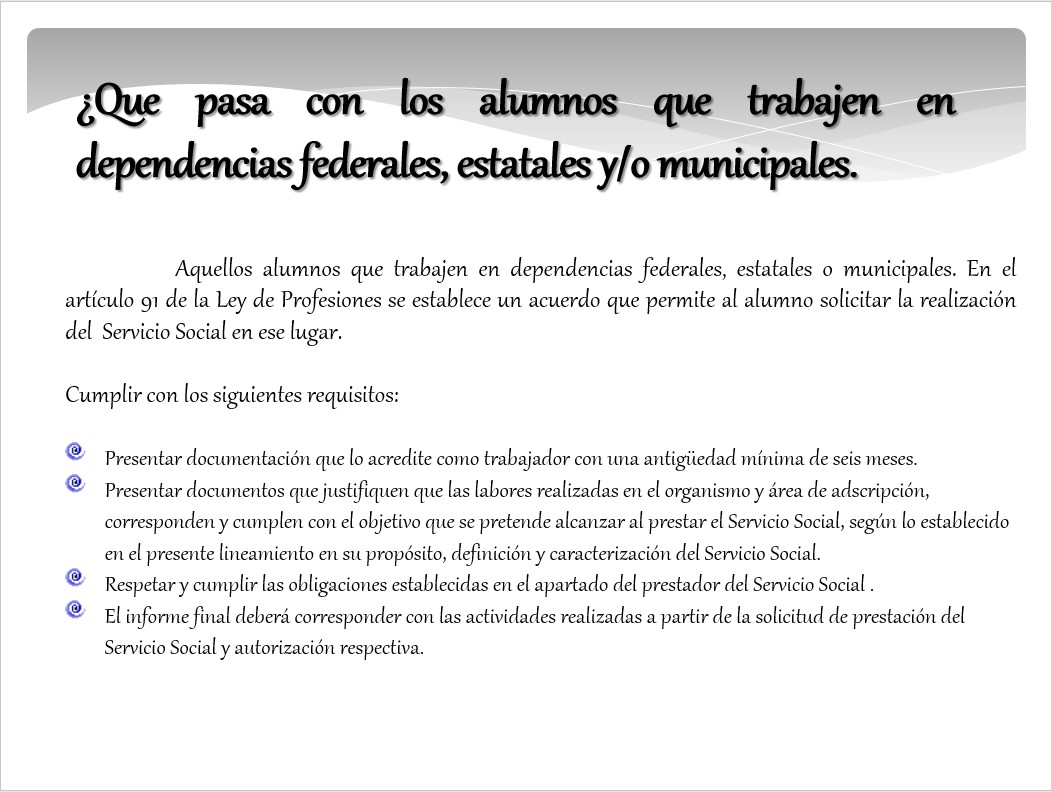 ¿Que pasa con los alumnos que trabajen en
dependencias federales, estatales y/o municipales.
Aquellos alumnos que trabajen en dependencias federales, estatales o municipales. En el
artículo 91 de la Ley de Profesiones se establece un acuerdo que permite al alumno solicitar la realización
del Servicio Social en ese lugar.
Cumplir con los siguientes requisitos:
Presentar documentación que lo acredite como trabajador con una antigüedad mínima de seis meses.
Presentar documentos que justifiquen que las labores realizadas en el organismo y área de adscripción,
corresponden y cumplen con el objetivo que se pretende alcanzar al prestar el Servicio Social, según lo establecido
en el presente lineamiento en su propósito, definición y caracterización del Servicio Social.
Respetar y cumplir las obligaciones establecidas en el apartado del prestador del Servicio Social .
El informe final deberá corresponder con las actividades realizadas a partir de la solicitud de prestación del
Servicio Social y autorización respectiva.